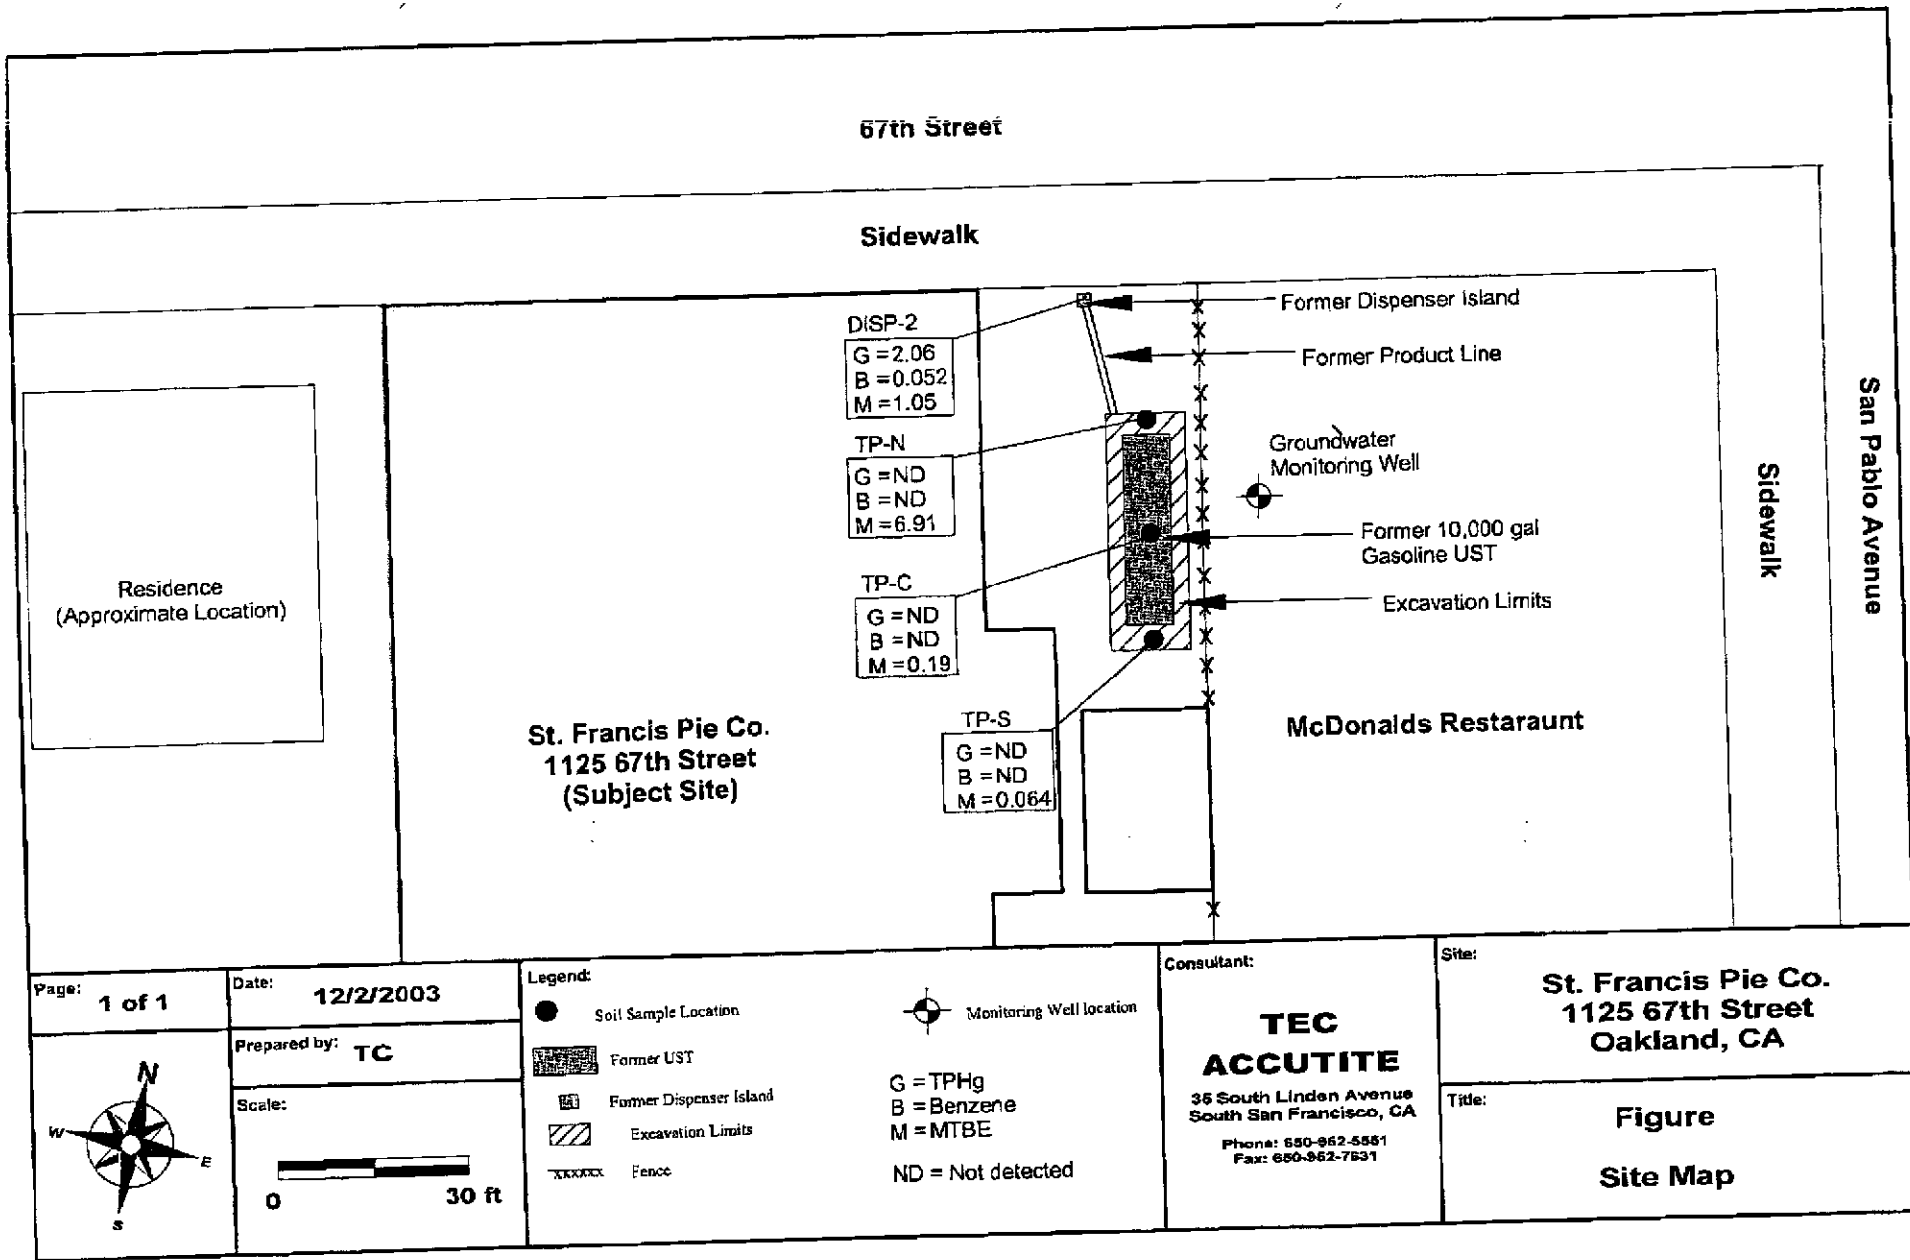 67th Street
Sidewalk
DISP-2
G =2.06
B =0.052
M =1.05
TP-N
G =ND
B =ND
M =6.91
TP-C
G =ND
B =ND
M =0.19
TP-S
G =ND
B =ND
M =0.064
Former Dispenser Island
Former Product Line
Groundwater
Monitoring Well
Former 10,000 gal
Gasoline UST
Excavation Limits
Residence
(Approximate Location)
St. Francis Pie Co.
1125 67th Street
(Subject Site)
McDonalds Restaraunt
Sidewalk
San Pablo Avenue
Page: 1 of 1
Date: 12/2/2003
Prepared by: TC
Scale:
0 30 ft
N
W
E
S
Legend:
Soil Sample Location
Former UST
Former Dispenser Island
Excavation Limits
Fence
Monitoring Well location
G = TPHg
B = Benzene
M = MTBE
ND = Not detected
Consultant:
TEC
ACCUTITE
35 South Linden Avenue
South San Francisco, CA
Phone: 650-952-5551
Fax: 650-952-7631
Site:
St. Francis Pie Co.
1125 67th Street
Oakland, CA
Title:
Figure
Site Map